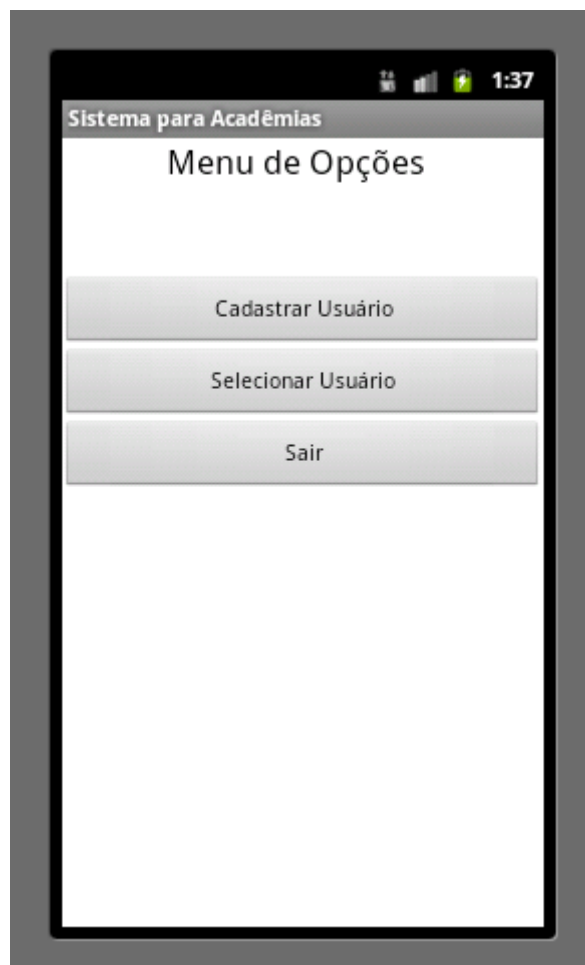 1:37
Sistema para Acadêmias
Menu de Opções
Cadastrar Usuário
Selecionar Usuário
Sair